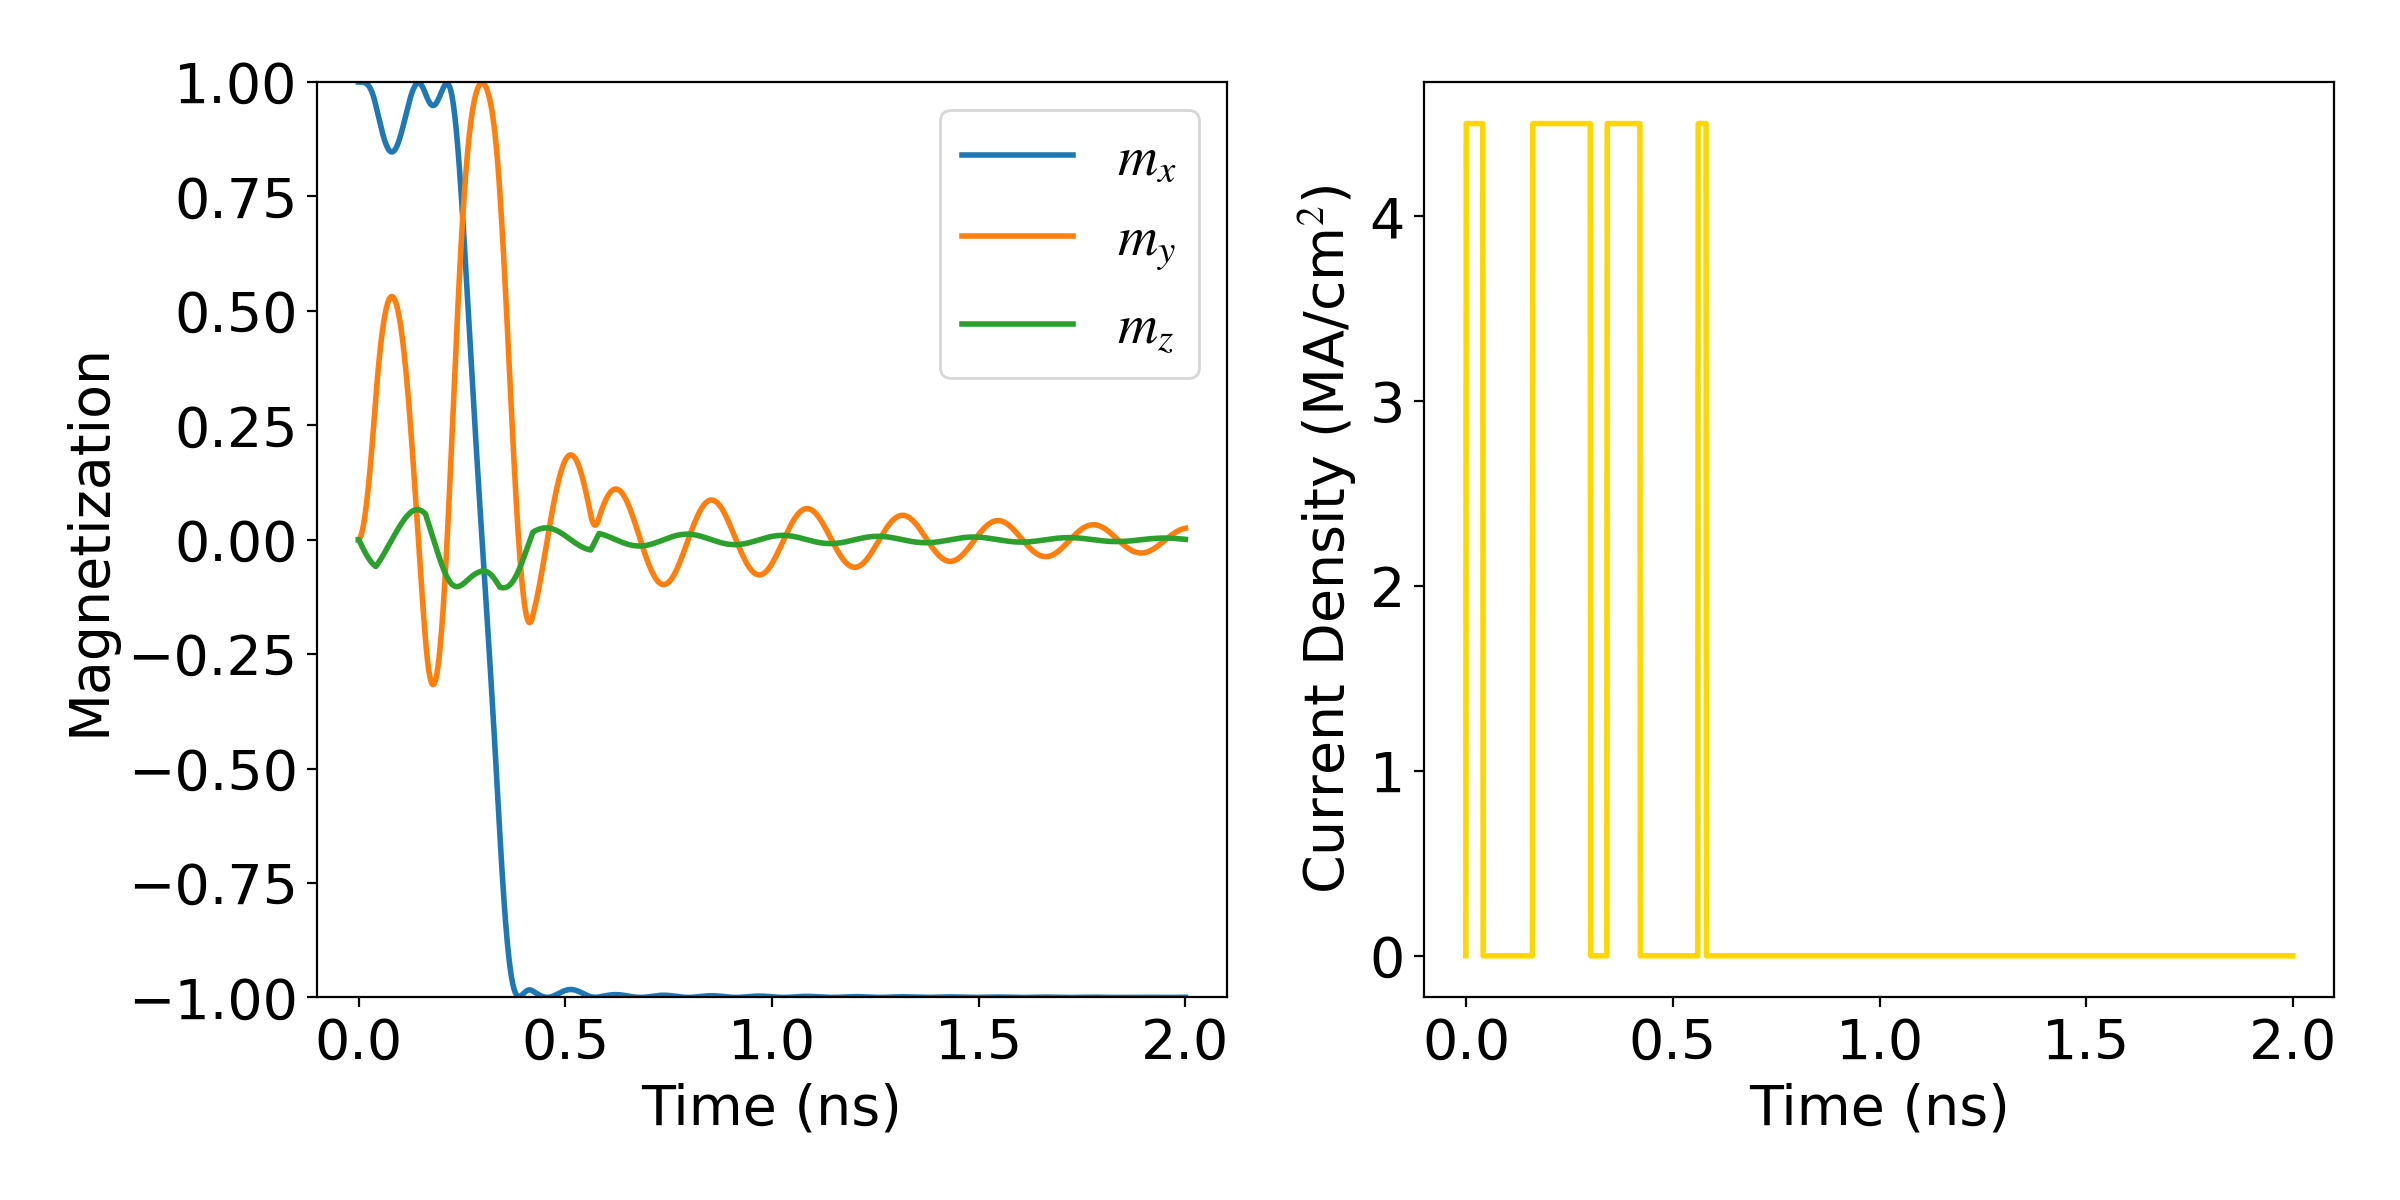 1.00
0.75
0.50
0.25
0.00
−0.25
−0.50
−0.75
−1.00
Magnetization
0.0 0.5 1.0 1.5 2.0
Time (ns)
m_x
m_y
m_z
4
3
2
1
0
Current Density (MA/cm²)
0.0 0.5 1.0 1.5 2.0
Time (ns)